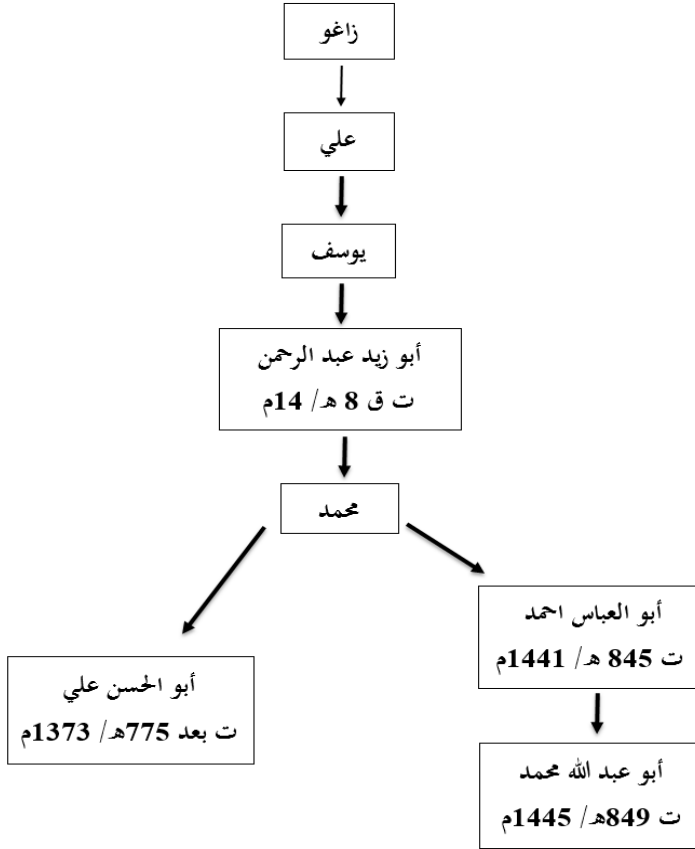 زاغو
علي
يوسف
أبو زيد عبد الرحمن
ت ق 8 هـ/ 14م
محمد
أبو العباس احمد
ت 845 هـ/ 1441م
أبو الحسن علي
ت بعد 775هـ/ 1373م
أبو عبد الله محمد
ت 849هـ/ 1445م